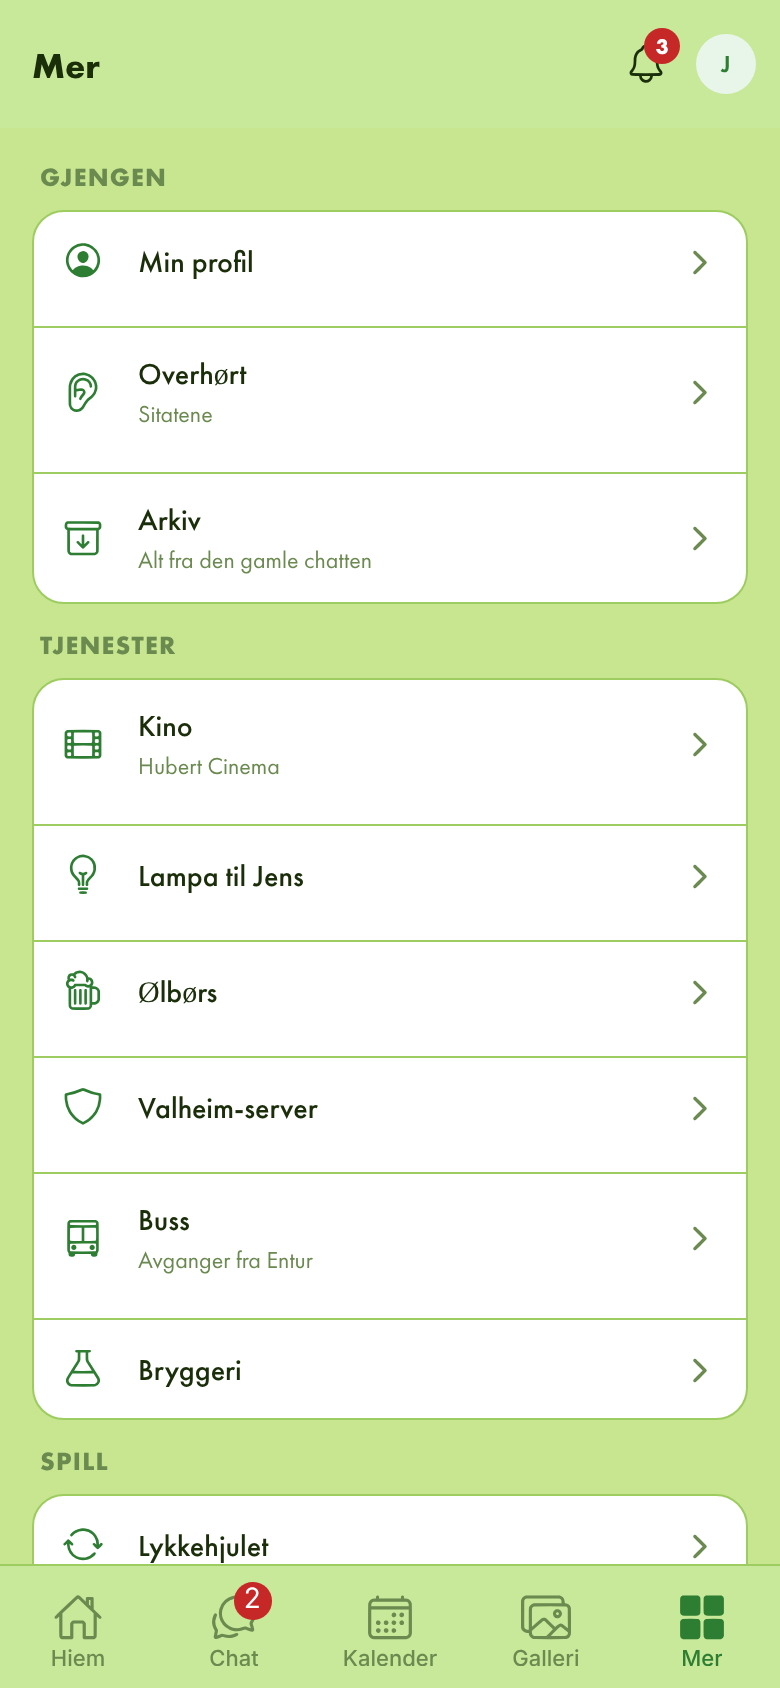 Mer
3
J
GJENGEN
Min profil
Overhørt
Sitatene
Arkiv
Alt fra den gamle chatten
TJENESTER
Kino
Hubert Cinema
Lampa til Jens
Ølbørs
Valheim-server
Buss
Avganger fra Entur
Bryggeri
SPILL
Lykkehjulet
2
Hiem
Chat
Kalender
Galleri
Mer